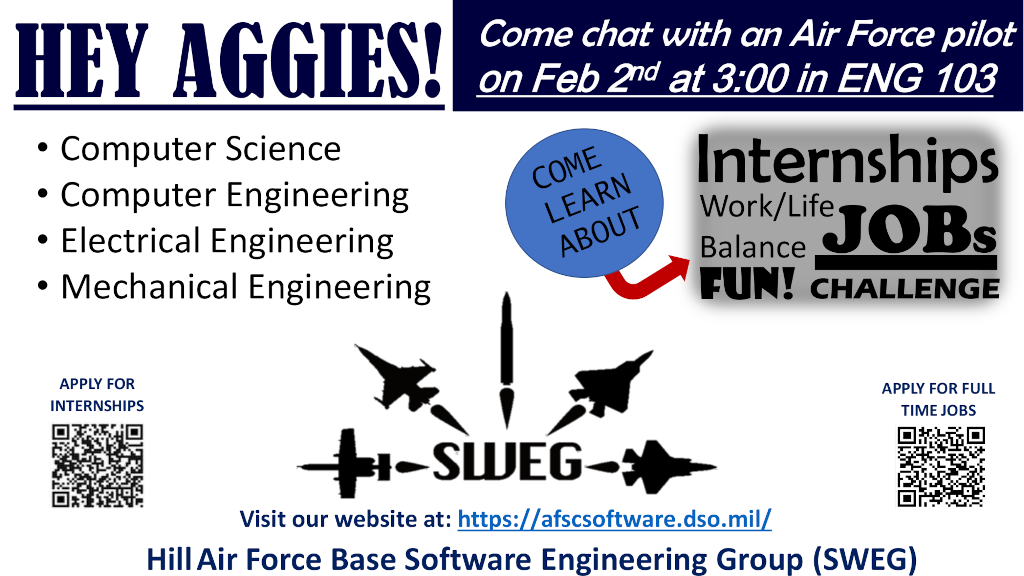 HEY AGGIES!
Come chat with an Air Force pilot
on Feb 2nd at 3:00 in ENG 103
• Computer Science
• Computer Engineering
• Electrical Engineering
• Mechanical Engineering
COME
LEARN
ABOUT
Internships
Work/Life
Balance
JOBs
FUN!
CHALLENGE
APPLY FOR
INTERNSHIPS
SWEG
APPLY FOR FULL
TIME JOBS
Visit our website at: https://afscsoftware.dso.mil/
Hill Air Force Base Software Engineering Group (SWEG)